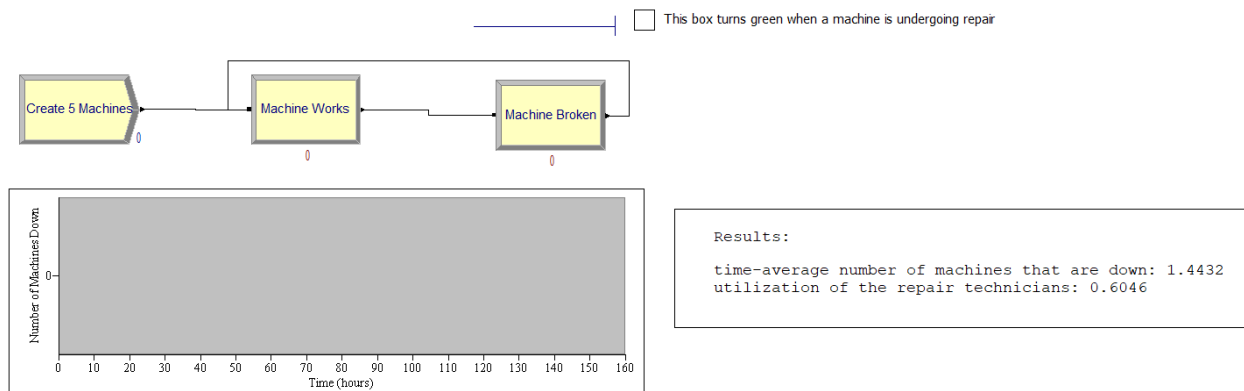 This box turns green when a machine is undergoing repair
Create 5 Machines
Machine Works
Machine Broken
0
0
0
Number of Machines Down
0
0 10 20 30 40 50 60 70 80 90 100 110 120 130 140 150 160
Time (hours)
Results:
time-average number of machines that are down: 1.4432
utilization of the repair technicians: 0.6046